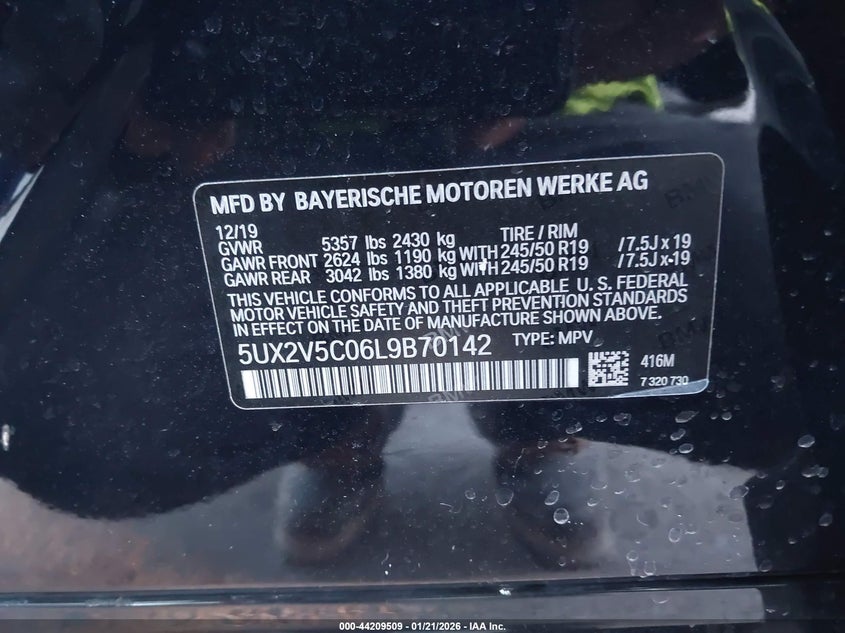 MFD BY BAYERISCHE MOTOREN WERKE AG
12/19 TIRE / RIM
GVWR 5357 lbs 2430 kg
GAWR FRONT 2624 lbs 1190 kg WITH 245/50 R19 / 7.5J x 19
GAWR REAR 3042 lbs 1380 kg WITH 245/50 R19 / 7.5J x 19
THIS VEHICLE CONFORMS TO ALL APPLICABLE U. S. FEDERAL
MOTOR VEHICLE SAFETY AND THEFT PREVENTION STANDARDS
IN EFFECT ON THE DATE OF MANUFACTURE SHOWN ABOVE.
5UX2V5C06L9B70142 TYPE: MPV
416M
7 320 730
000-44209509 - 01/21/2026 - IAA Inc.